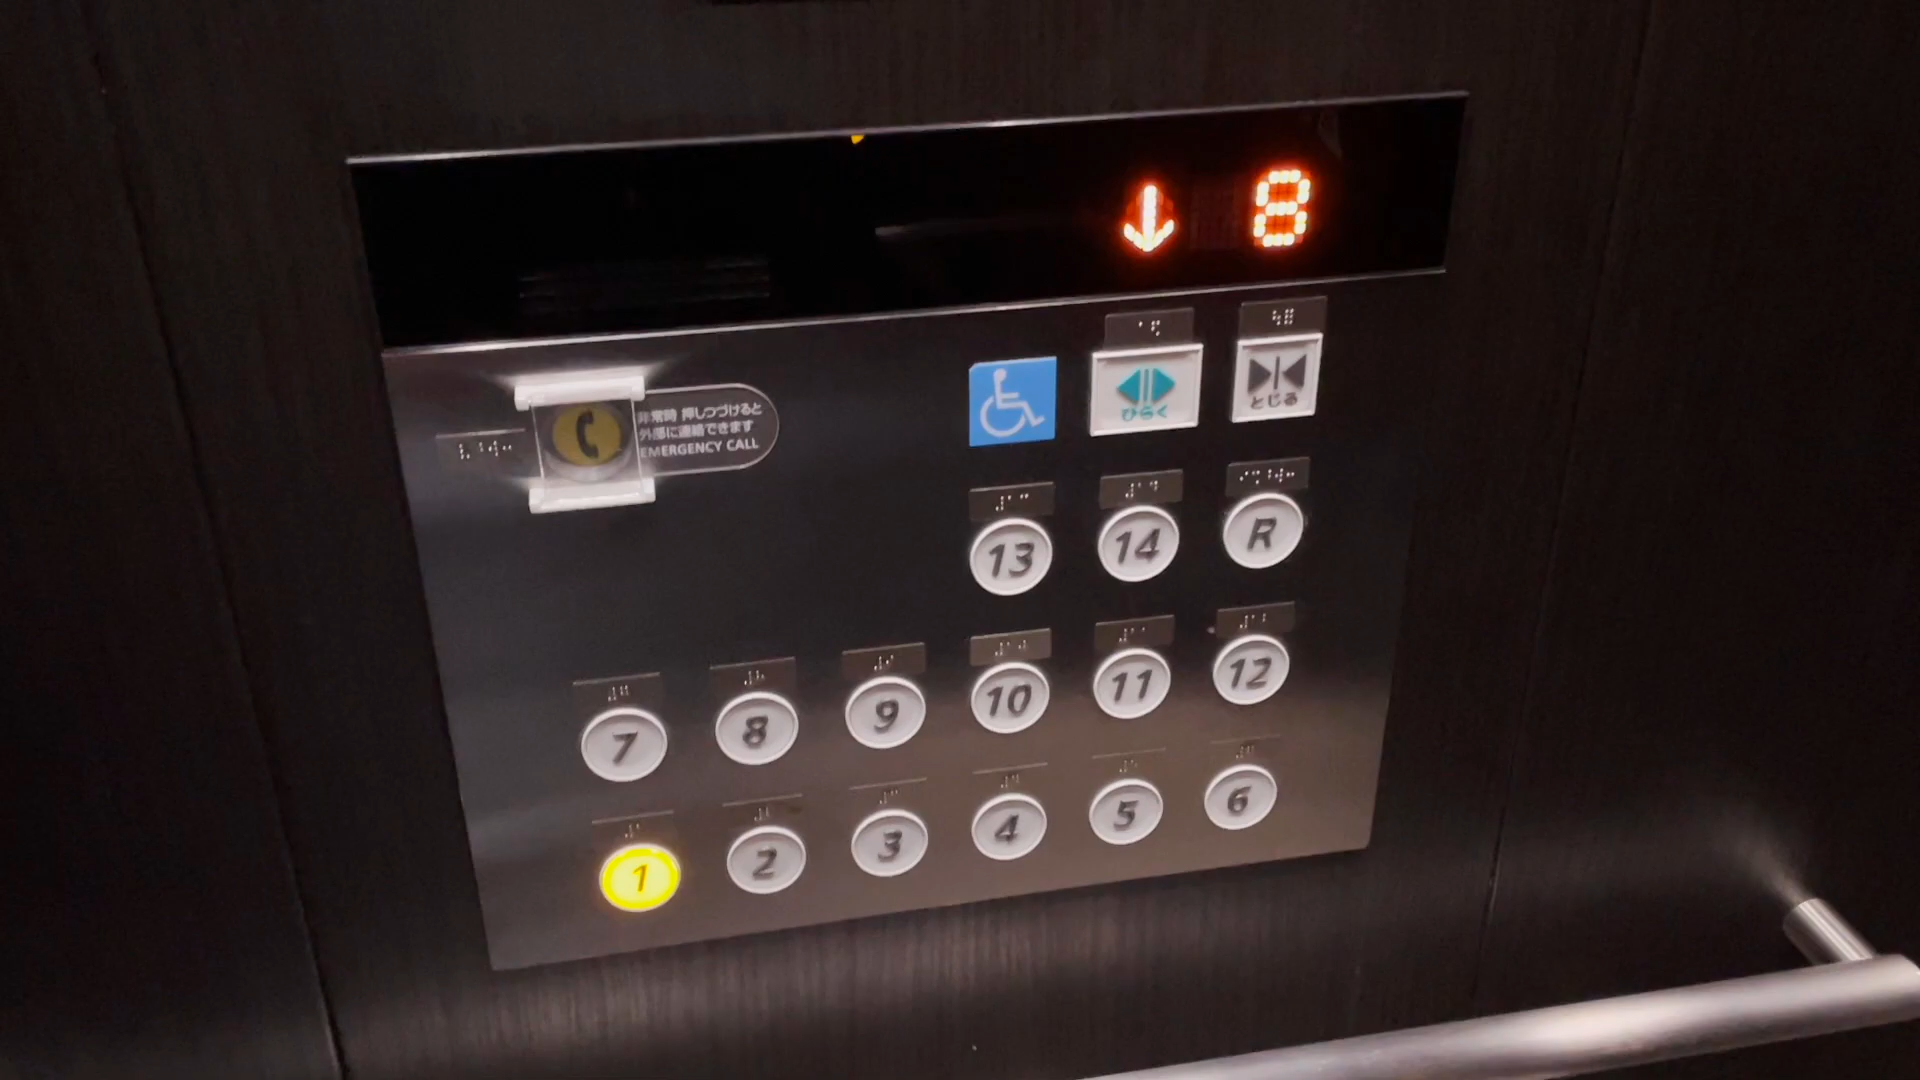 ↓ 8
非常時 押しつづけると
外部に連絡できます
EMERGENCY CALL
ひらく
とじる
13 14 R
7 8 9 10 11 12
1 2 3 4 5 6